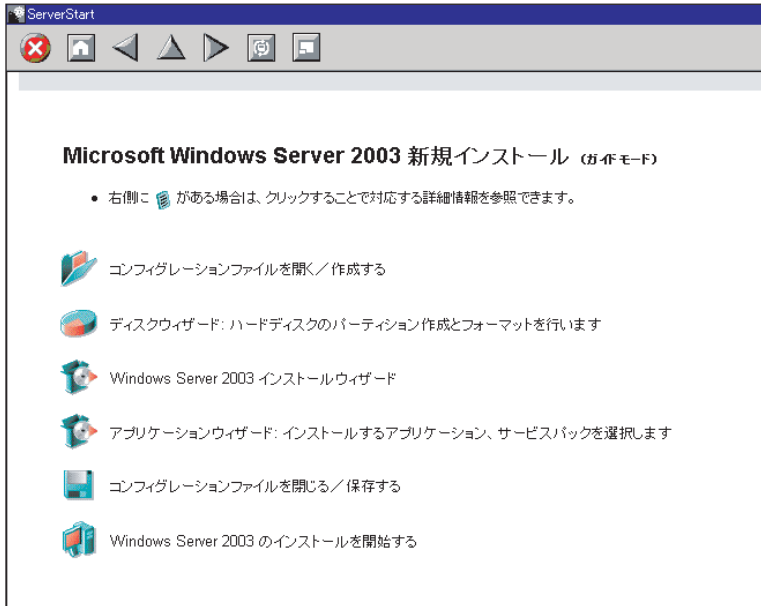 ServerStart
Microsoft Windows Server 2003 新規インストール (ガイドモード)
• 右側に がある場合は、クリックすることで対応する詳細情報を参照できます。
コンフィグレーションファイルを開く／作成する
ディスクウィザード: ハードディスクのパーティション作成とフォーマットを行います
Windows Server 2003 インストールウィザード
アプリケーションウィザード: インストールするアプリケーション、サービスパックを選択します
コンフィグレーションファイルを閉じる／保存する
Windows Server 2003 のインストールを開始する